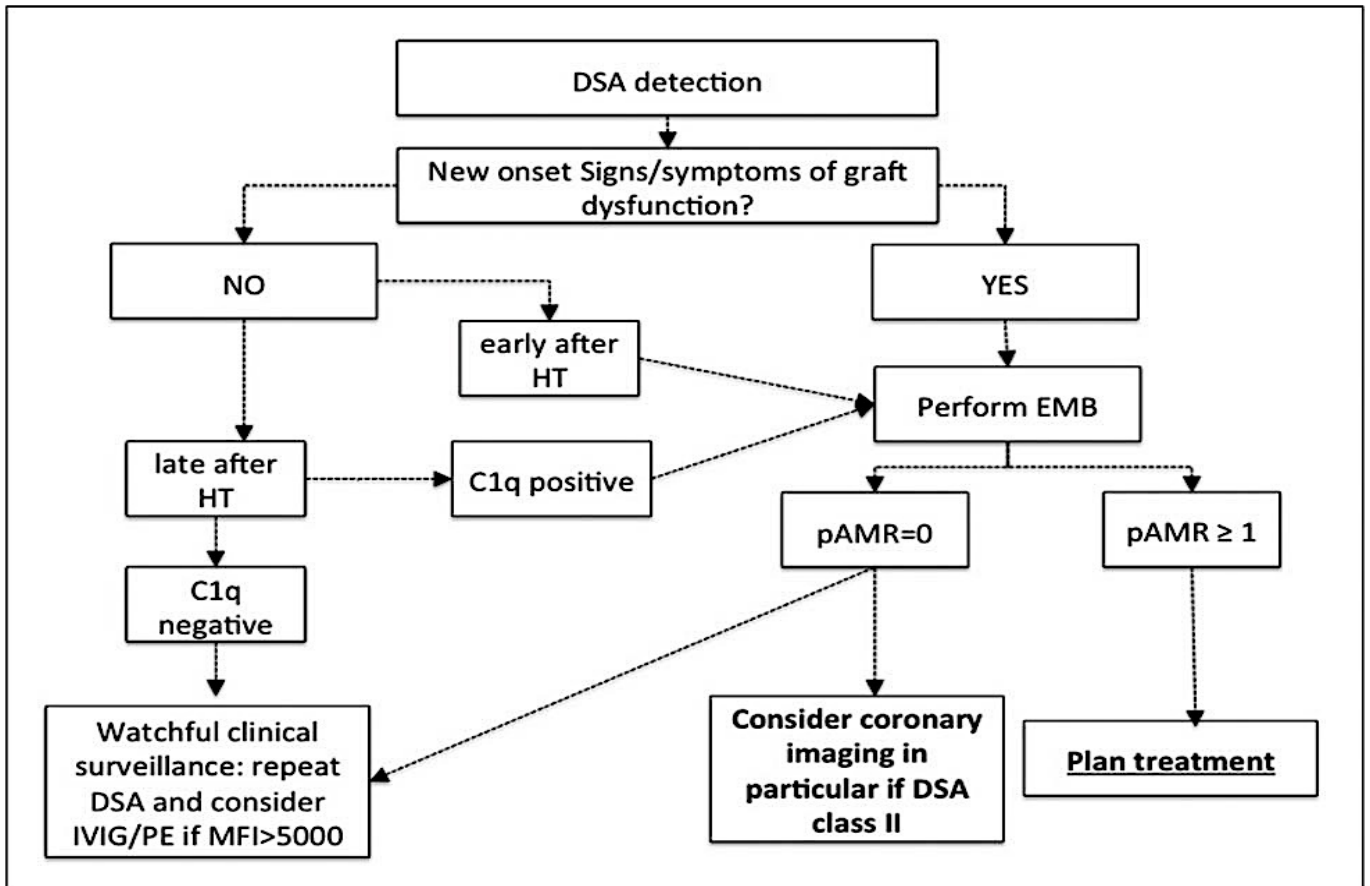 DSA detection
New onset Signs/symptoms of graft
dysfunction?
NO
YES
early after
HT
Perform EMB
late after
HT
C1q positive
pAMR=0
pAMR ≥ 1
C1q
negative
Watchful clinical
surveillance: repeat
DSA and consider
IVIG/PE if MFI>5000
Consider coronary
imaging in
particular if DSA
class II
Plan treatment